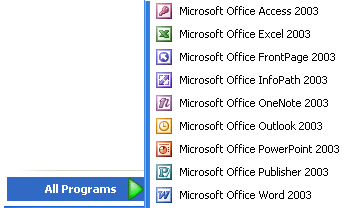 Microsoft Office Access 2003
Microsoft Office Excel 2003
Microsoft Office FrontPage 2003
Microsoft Office InfoPath 2003
Microsoft Office OneNote 2003
Microsoft Office Outlook 2003
Microsoft Office PowerPoint 2003
Microsoft Office Publisher 2003
All Programs
Microsoft Office Word 2003